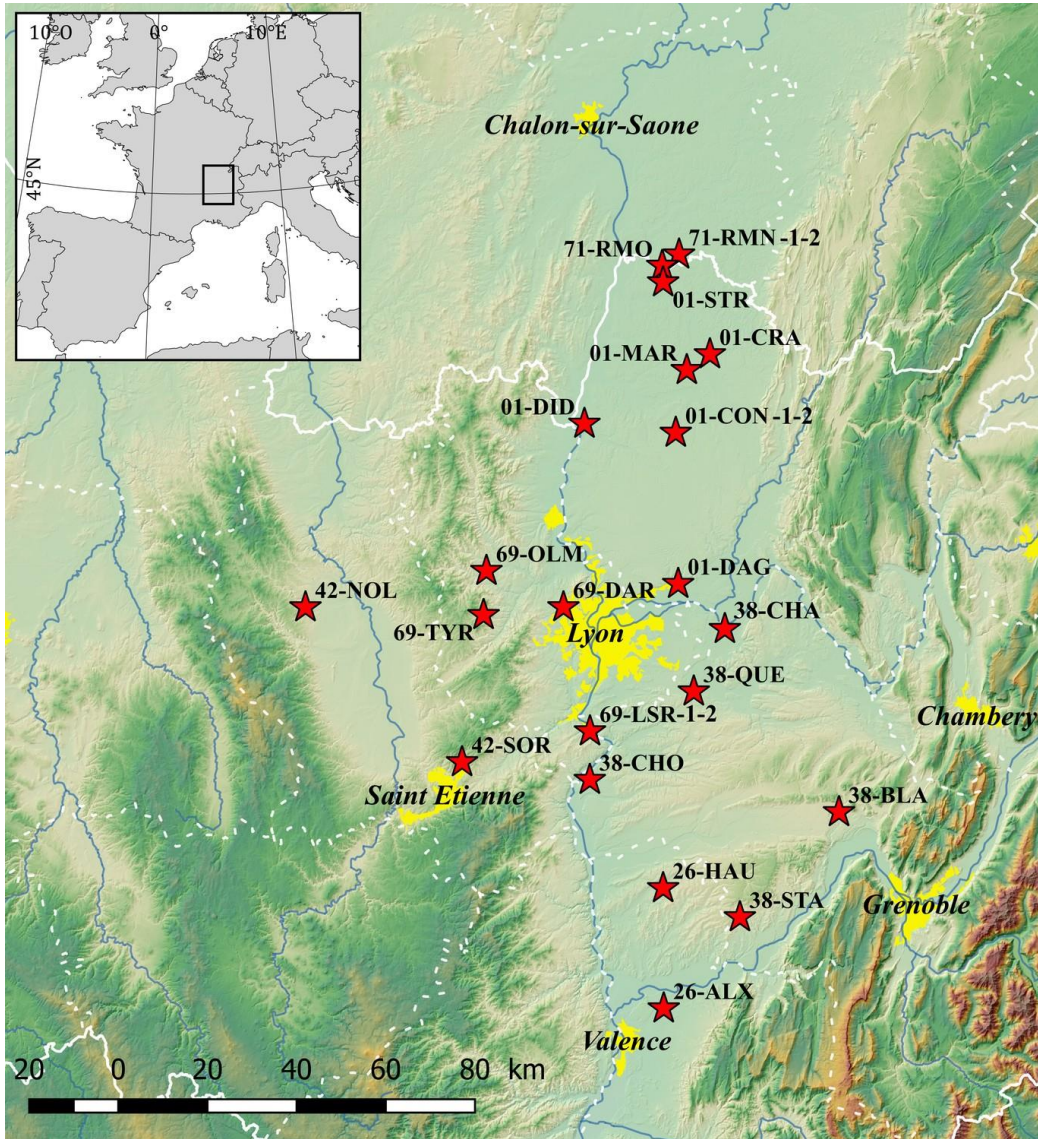 10°O 0° 10°E
45°N
Chalon-sur-Saone
71-RMO 71-RMN-1-2
01-STR
01-CRA
01-MAR
01-DID
01-CON-1-2
69-OLM
01-DAG
42-NOL
69-DAR
38-CHA
69-TYR
Lyon
38-QUE
69-LSR-1-2
Chambery
42-SOR
38-CHO
Saint Etienne
38-BLA
26-HAU
Grenoble
38-STA
26-ALX
Valence
20 0 20 40 60 80 km